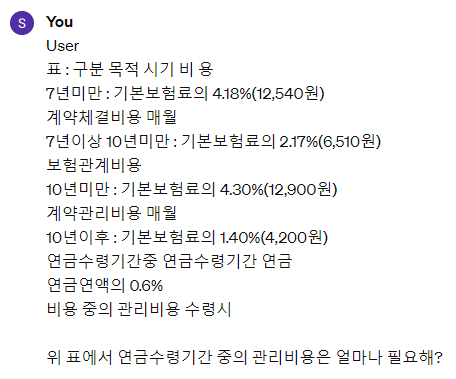 S You
User
표 : 구분 목적 시기 비 용
7년미만 : 기본보험료의 4.18%(12,540원)
계약체결비용 매월
7년이상 10년미만 : 기본보험료의 2.17%(6,510원)
보험관계비용
10년미만 : 기본보험료의 4.30%(12,900원)
계약관리비용 매월
10년이후 : 기본보험료의 1.40%(4,200원)
연금수령기간중 연금수령기간 연금
연금연액의 0.6%
비용 중의 관리비용 수령시
위 표에서 연금수령기간 중의 관리비용은 얼마나 필요해?